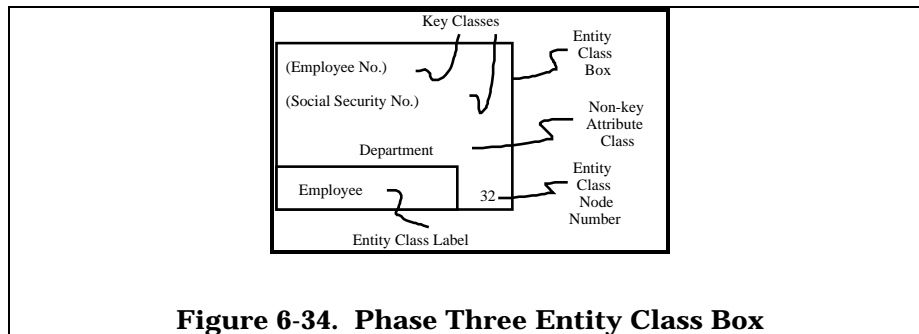 Key Classes
Entity
Class
Box
(Employee No.)
(Social Security No.)
Non-key
Attribute
Class
Department
Entity
Class
Node
Number
Employee
32
Entity Class Label
Figure 6-34. Phase Three Entity Class Box